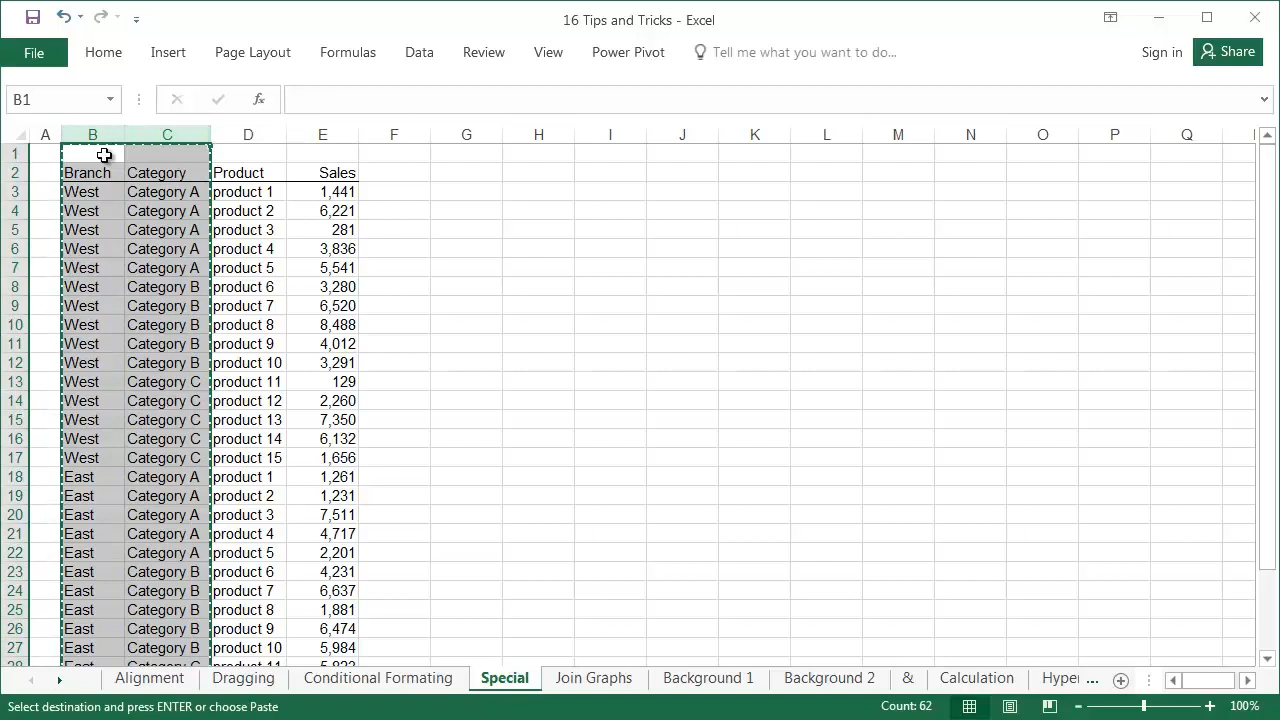 16 Tips and Tricks - Excel
File Home Insert Page Layout Formulas Data Review View Power Pivot Tell me what you want to do... Sign in Share
B1 fx
A B C D E F G H I J K L M N O P Q
1
2 Branch Category Product Sales
3 West Category A product 1 1,441
4 West Category A product 2 6,221
5 West Category A product 3 281
6 West Category A product 4 3,836
7 West Category A product 5 5,541
8 West Category B product 6 3,280
9 West Category B product 7 6,520
10 West Category B product 8 8,488
11 West Category B product 9 4,012
12 West Category B product 10 3,291
13 West Category C product 11 129
14 West Category C product 12 2,260
15 West Category C product 13 7,350
16 West Category C product 14 6,132
17 West Category C product 15 1,656
18 East Category A product 1 1,261
19 East Category A product 2 1,231
20 East Category A product 3 7,511
21 East Category A product 4 4,717
22 East Category A product 5 2,201
23 East Category B product 6 4,231
24 East Category B product 7 6,637
25 East Category B product 8 1,881
26 East Category B product 9 6,474
27 East Category B product 10 5,984
28 East Category C product 11
Alignment Dragging Conditional Formating Special Join Graphs Background 1 Background 2 & Calculation Hyper ...
Select destination and press ENTER or choose Paste Count: 62 100%